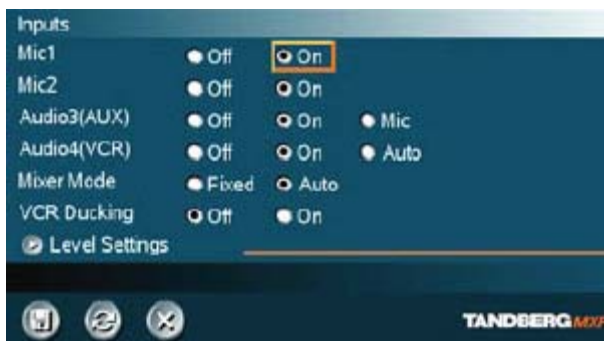 Inputs
Mic1 Off On
Mic2 Off On
Audio3(AUX) Off On Mic
Audio4(VCR) Off On Auto
Mixer Mode Fixed Auto
VCR Ducking Off On
Level Settings
TANDBERG MXP